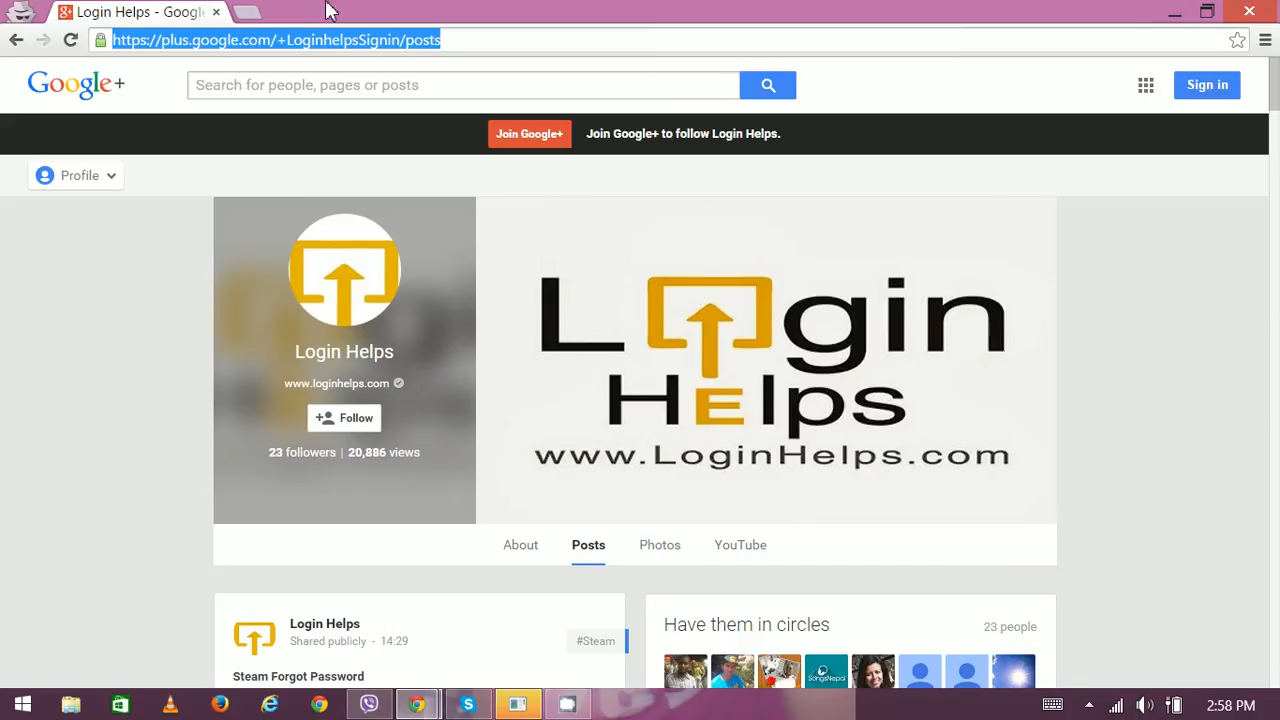 Login Helps - Googl
https://plus.google.com/+LoginhelpsSignin/posts
Google+
Search for people, pages or posts
Sign in
Join Google+
Join Google+ to follow Login Helps.
Profile
Login Helps
www.loginhelps.com
Follow
23 followers | 20,886 views
Login
Helps
www.LoginHelps.com
About
Posts
Photos
YouTube
Login Helps
Shared publicly - 14:29
#Steam
Steam Forgot Password
Have them in circles
23 people
SongsNepal
2:58 PM